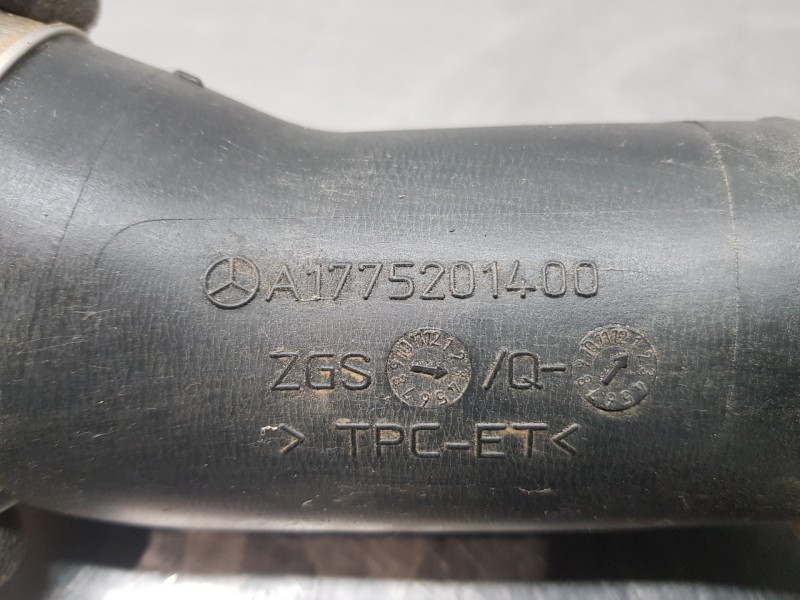 A1775201400
ZGS /Q-
> TPC-ET <